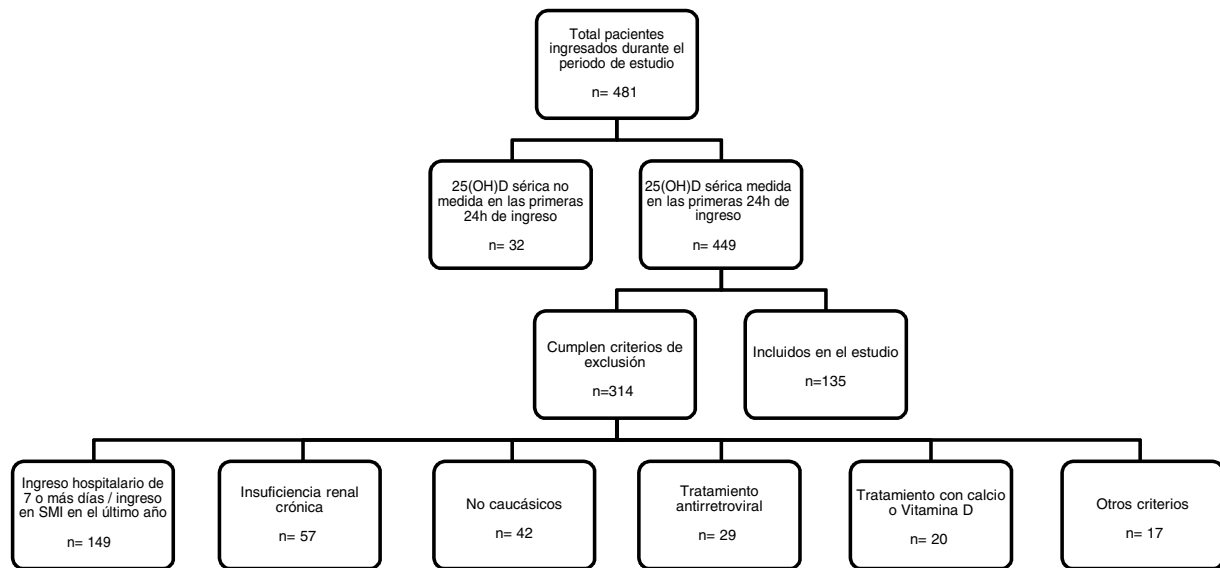 Total pacientes
ingresados durante el
periodo de estudio
n= 481
25(OH)D sérica no
medida en las primeras
24h de ingreso
n= 32
25(OH)D sérica medida
en las primeras 24h de
ingreso
n= 449
Cumplen criterios de
exclusión
n=314
Incluidos en el estudio
n=135
Ingreso hospitalario de
7 o más días / ingreso
en SMI en el último año
n= 149
Insuficiencia renal
crónica
n= 57
No caucásicos
n= 42
Tratamiento
antirretroviral
n= 29
Tratamiento con calcio
o Vitamina D
n= 20
Otros criterios
n= 17